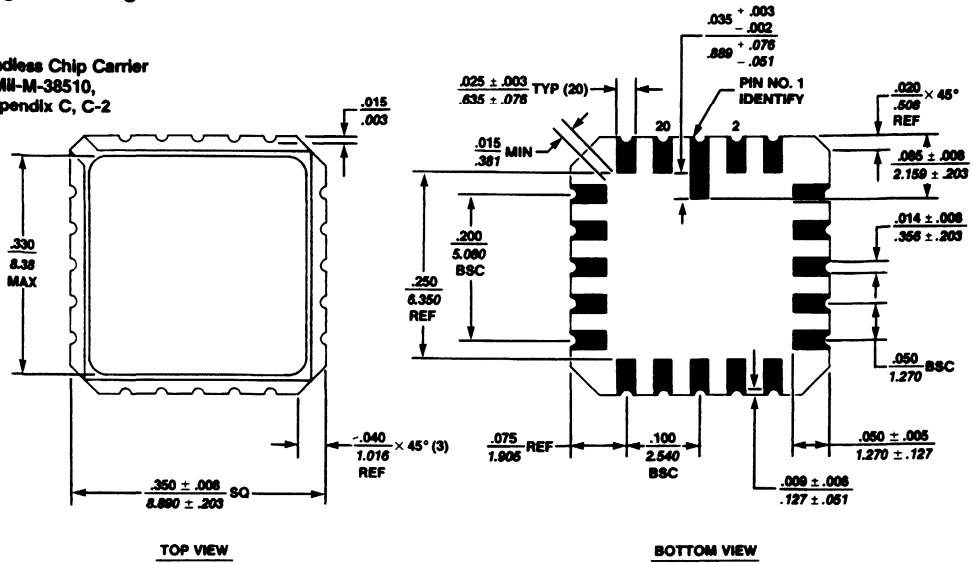 dless Chip Carrier
Mil-M-38510,
pendix C, C-2
.015
.003
.330
8.38
MAX
-.040
1.016
× 45° (3)
REF
.350 ± .008
8.890 ± .203
SQ
TOP VIEW
.035 + .003
- .002
.889 + .076
- .051
.025 ± .003
.635 ± .076
TYP (20)
PIN NO. 1
IDENTIFY
.020
.508
× 45°
REF
20
2
.015
.381
MIN
.085 ± .008
2.159 ± .203
.200
5.080
BSC
.250
6.350
REF
.014 ± .008
.356 ± .203
.050
1.270
BSC
.075
1.905
REF
.100
2.540
BSC
.050 ± .005
1.270 ± .127
.009 ± .006
.127 ± .051
BOTTOM VIEW